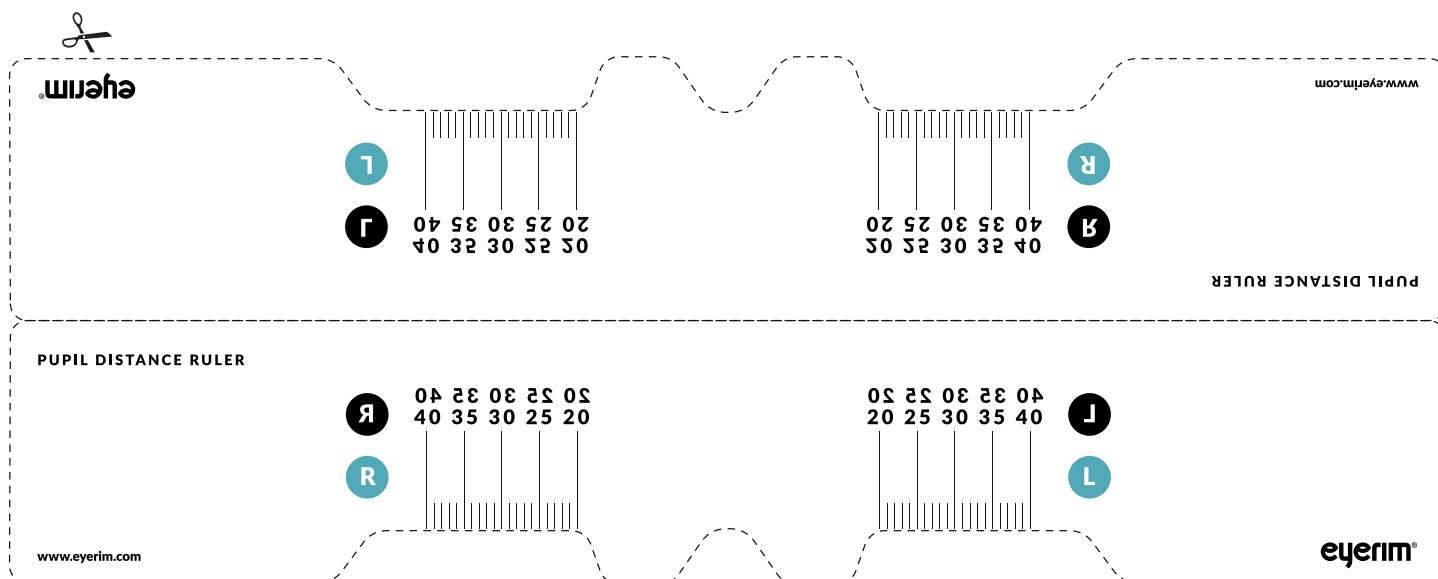 eyerim®
www.eyerim.com
L R
L 40 35 30 25 20 20 25 30 35 40 R
40 35 30 25 20 20 25 30 35 40
PUPIL DISTANCE RULER
PUPIL DISTANCE RULER
40 35 30 25 20 20 25 30 35 40
R 40 35 30 25 20 20 25 30 35 40 L
R L
www.eyerim.com
eyerim®